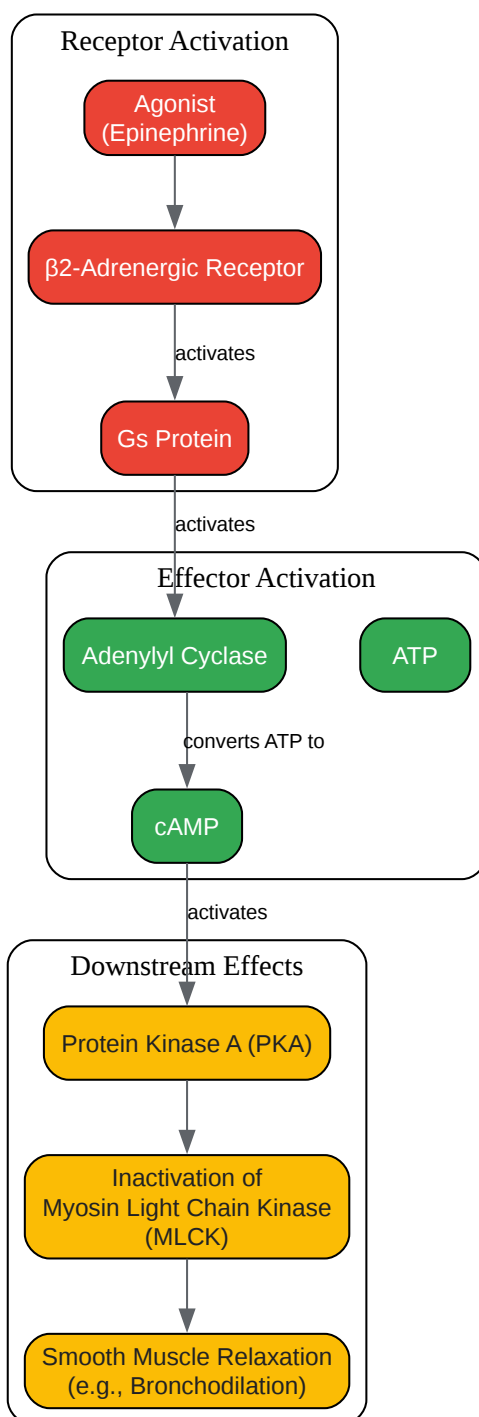 Receptor Activation
Agonist
(Epinephrine)
β2-Adrenergic Receptor
activates
Gs Protein
activates
Effector Activation
Adenylyl Cyclase
ATP
converts ATP to
cAMP
activates
Downstream Effects
Protein Kinase A (PKA)
Inactivation of
Myosin Light Chain Kinase
(MLCK)
Smooth Muscle Relaxation
(e.g., Bronchodilation)